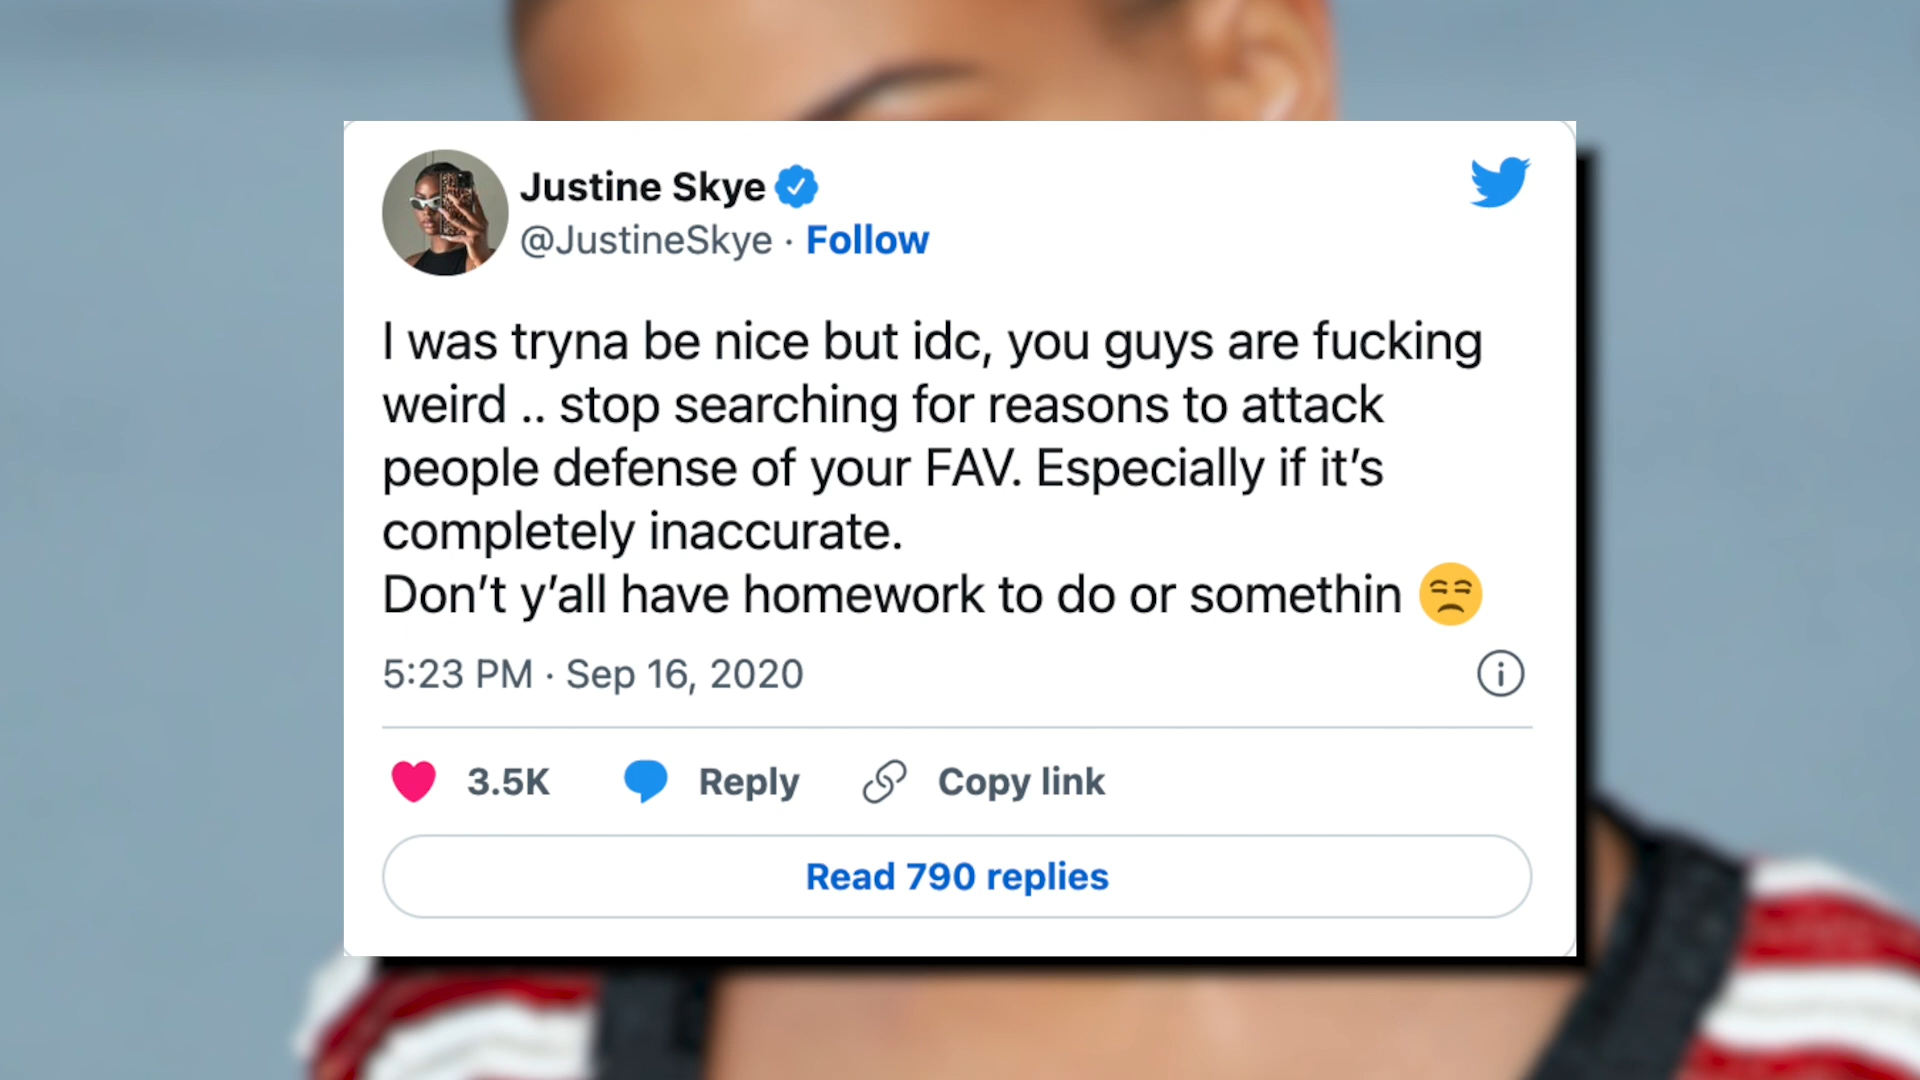 Justine Skye
@JustineSkye · Follow
I was tryna be nice but idc, you guys are fucking
weird .. stop searching for reasons to attack
people defense of your FAV. Especially if it’s
completely inaccurate.
Don’t y’all have homework to do or somethin 😒
5:23 PM · Sep 16, 2020
3.5K Reply Copy link
Read 790 replies